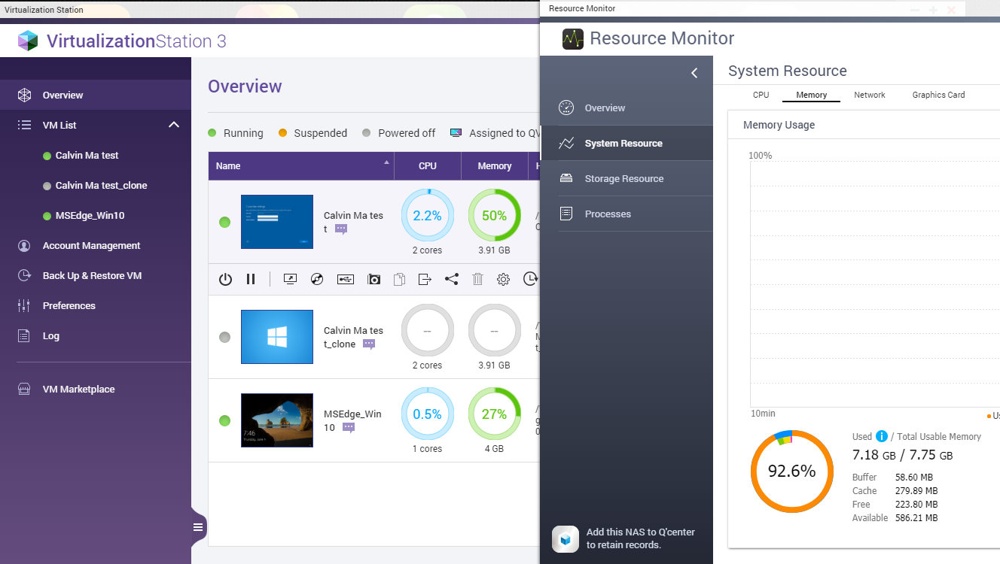 Virtualization Station
VirtualizationStation 3
Overview
VM List
Calvin Ma test
Calvin Ma test_clone
MSEdge_Win10
Account Management
Back Up & Restore VM
Preferences
Log
VM Marketplace
Overview
Running Suspended Powered off Assigned to QV
Name CPU Memory H
Calvin Ma tes
t
2.2%
2 cores
50%
3.91 GB
Calvin Ma tes
t_clone
--
2 cores
--
3.91 GB
MSEdge_Win
10
7:46
0.5%
1 cores
27%
4 GB
Resource Monitor
Resource Monitor
Overview
System Resource
Storage Resource
Processes
Add this NAS to Q'center
to retain records.
System Resource
CPU Memory Network Graphics Card
Memory Usage
100%
10min
Us
92.6%
Used / Total Usable Memory
7.18 GB / 7.75 GB
Buffer 58.60 MB
Cache 279.89 MB
Free 223.80 MB
Available 586.21 MB